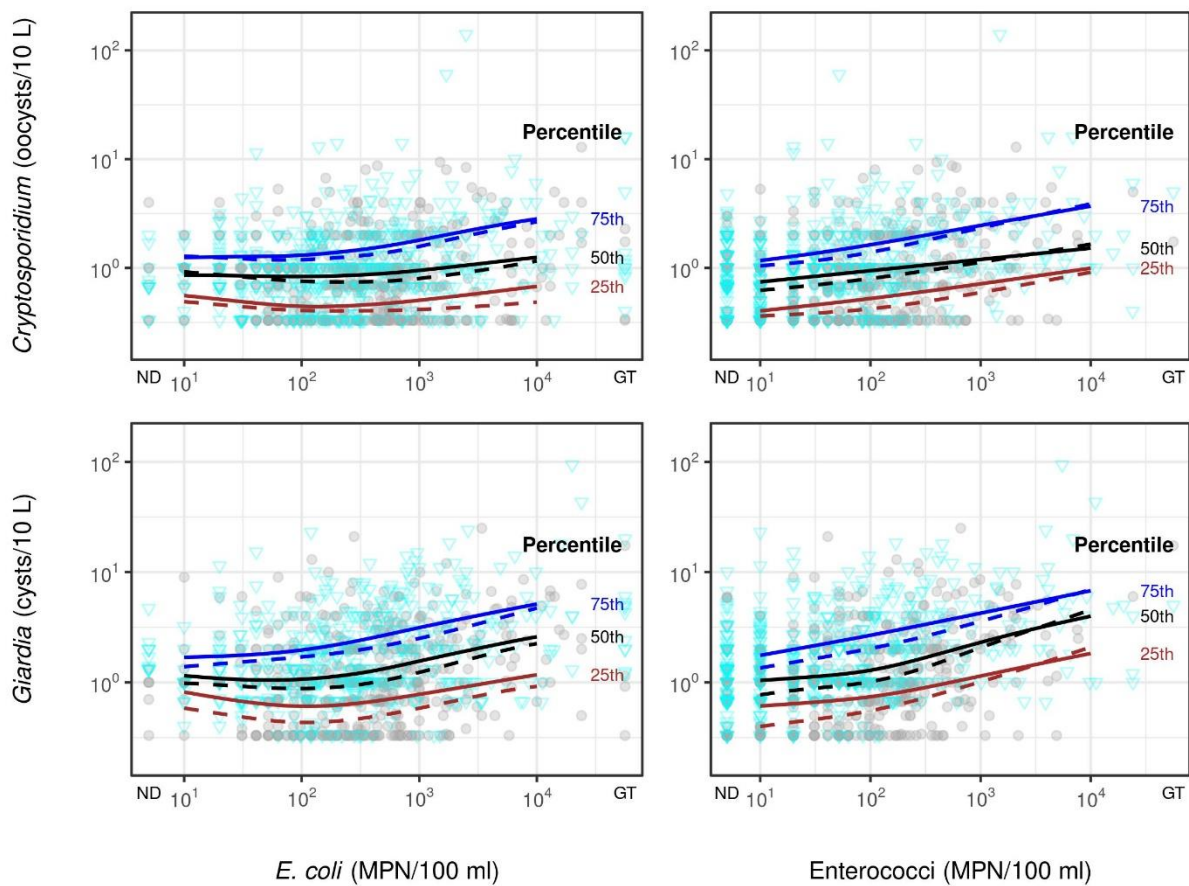 Cryptosporidium (oocysts/10 L)
10²
10¹
10⁰
Percentile
75th
50th
25th
ND 10¹ 10² 10³ 10⁴ GT
10²
10¹
10⁰
Percentile
75th
50th
25th
ND 10¹ 10² 10³ 10⁴ GT
Giardia (cysts/10 L)
10²
10¹
10⁰
Percentile
75th
50th
25th
ND 10¹ 10² 10³ 10⁴ GT
10²
10¹
10⁰
Percentile
75th
50th
25th
ND 10¹ 10² 10³ 10⁴ GT
E. coli (MPN/100 ml)
Enterococci (MPN/100 ml)